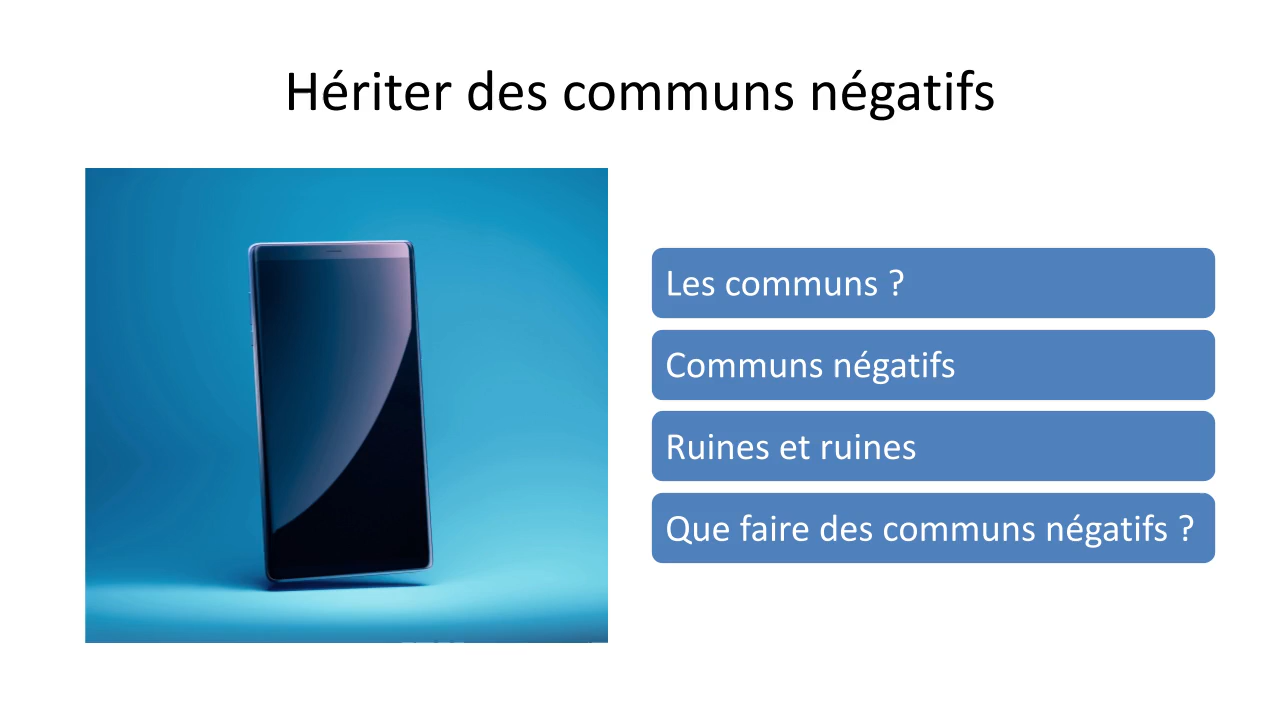 Hériter des communs négatifs
Les communs ?
Communs négatifs
Ruines et ruines
Que faire des communs négatifs ?